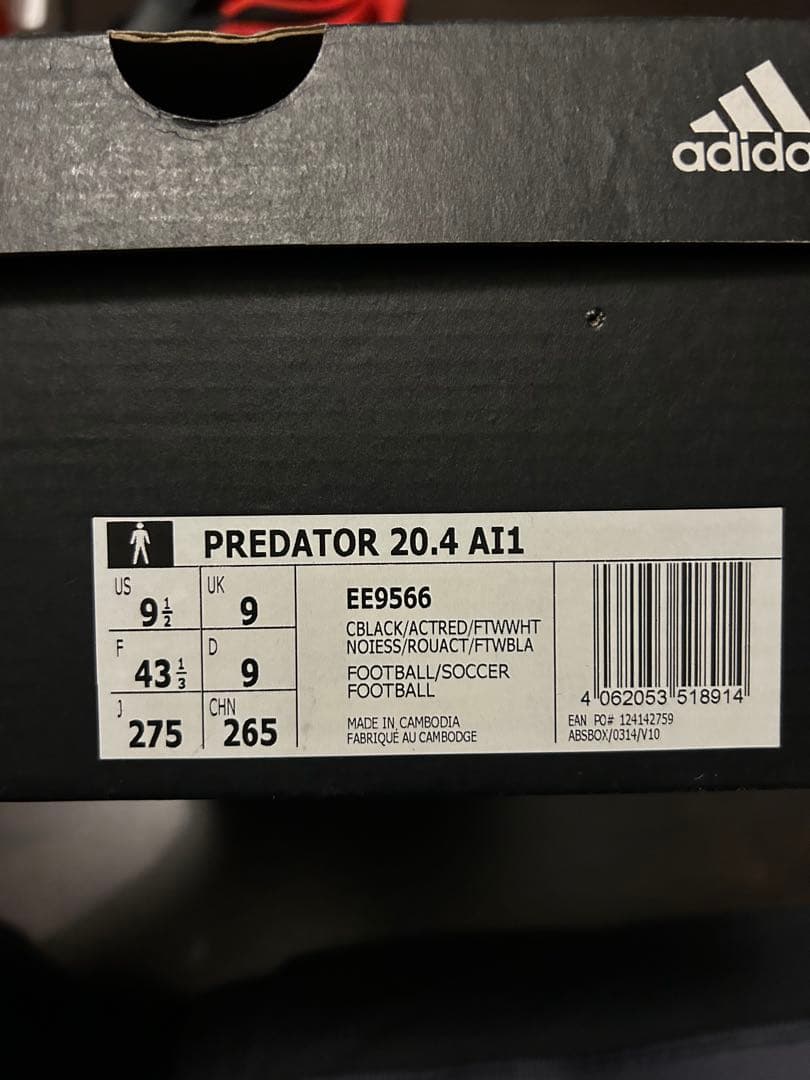 adida
PREDATOR 20.4 AI1
US 9½ UK 9
F 43⅓ D 9
J 275 CHN 265
EE9566
CBLACK/ACTRED/FTWWHT
NOIESS/ROUACT/FTWBLA
FOOTBALL/SOCCER
FOOTBALL
MADE IN CAMBODIA
FABRIQUÉ AU CAMBODGE
4 062053 518914
EAN PO# 124142759
ABSBOX/0314/V10